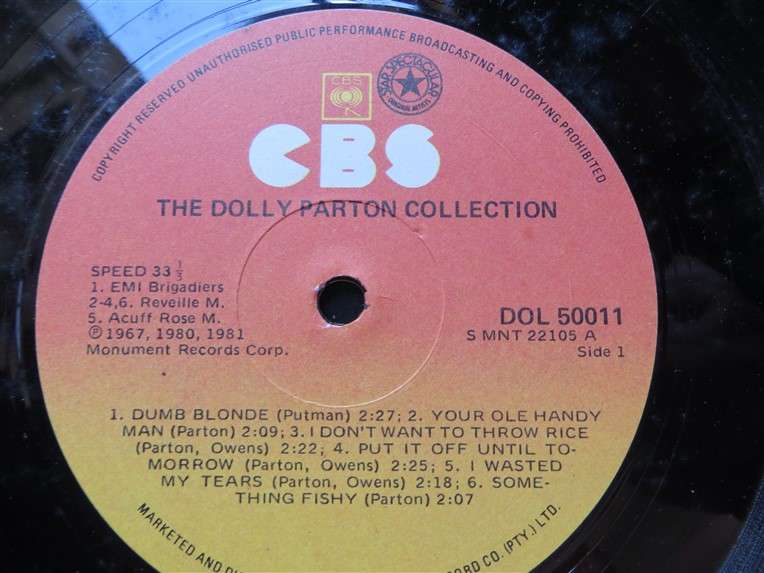 COPYRIGHT RESERVED UNAUTHORISED PUBLIC PERFORMANCE BROADCASTING AND COPYING PROHIBITED
CBS
STAR SPECTACULAR
ORIGINAL ARTISTS
CBS
THE DOLLY PARTON COLLECTION
SPEED 33 1/3
1. EMI Brigadiers
2-4,6. Reveille M.
5. Acuff Rose M.
℗ 1967, 1980, 1981
Monument Records Corp.
DOL 50011
S MNT 22105 A
Side 1
1. DUMB BLONDE (Putman) 2:27; 2. YOUR OLE HANDY
MAN (Parton) 2:09; 3. I DON'T WANT TO THROW RICE
(Parton, Owens) 2:22; 4. PUT IT OFF UNTIL TO-
MORROW (Parton, Owens) 2:25; 5. I WASTED
MY TEARS (Parton, Owens) 2:18; 6. SOME-
THING FISHY (Parton) 2:07
MARKETED AND CO. (PTY.) LTD.